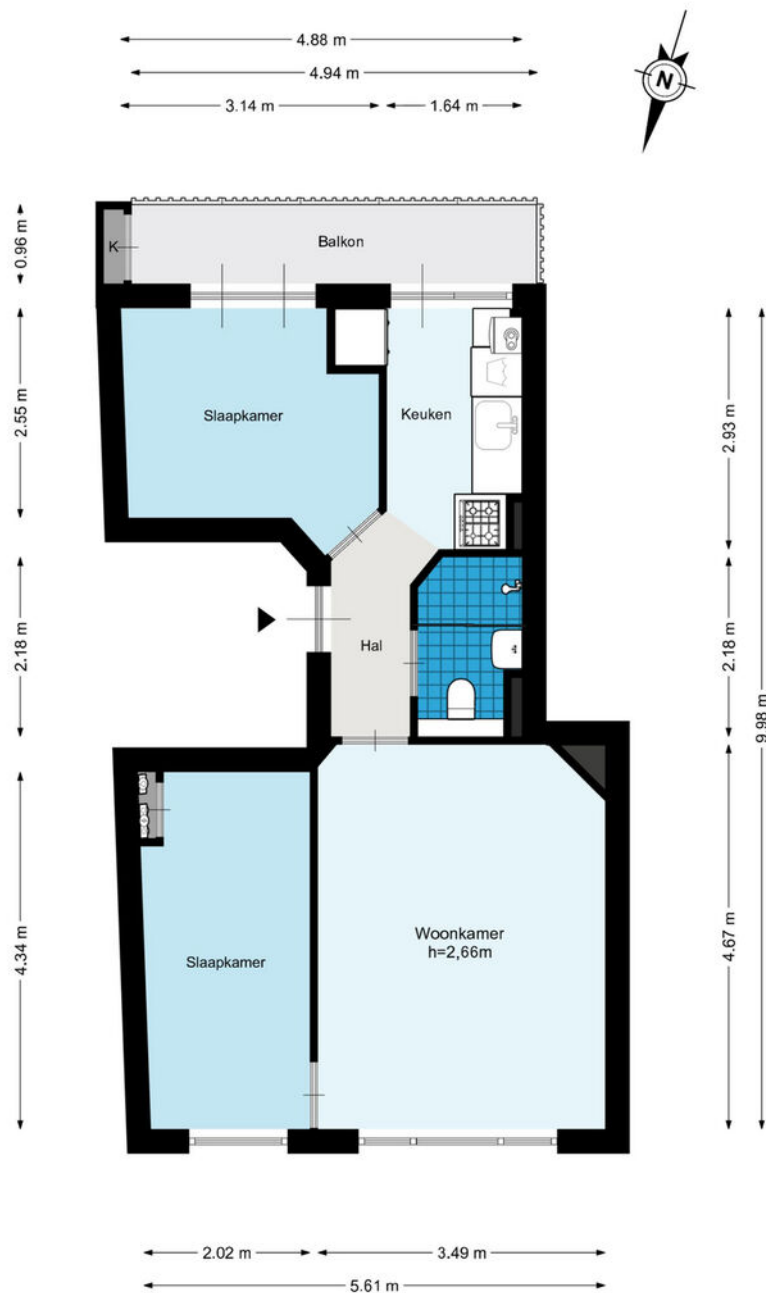 4.88 m
4.94 m
3.14 m
1.64 m
N
0.96 m
K
Balkon
2.55 m
Slaapkamer
Keuken
2.93 m
2.18 m
Hal
2.18 m
9.98 m
4.34 m
Slaapkamer
Woonkamer
h=2,66m
4.67 m
2.02 m
3.49 m
5.61 m